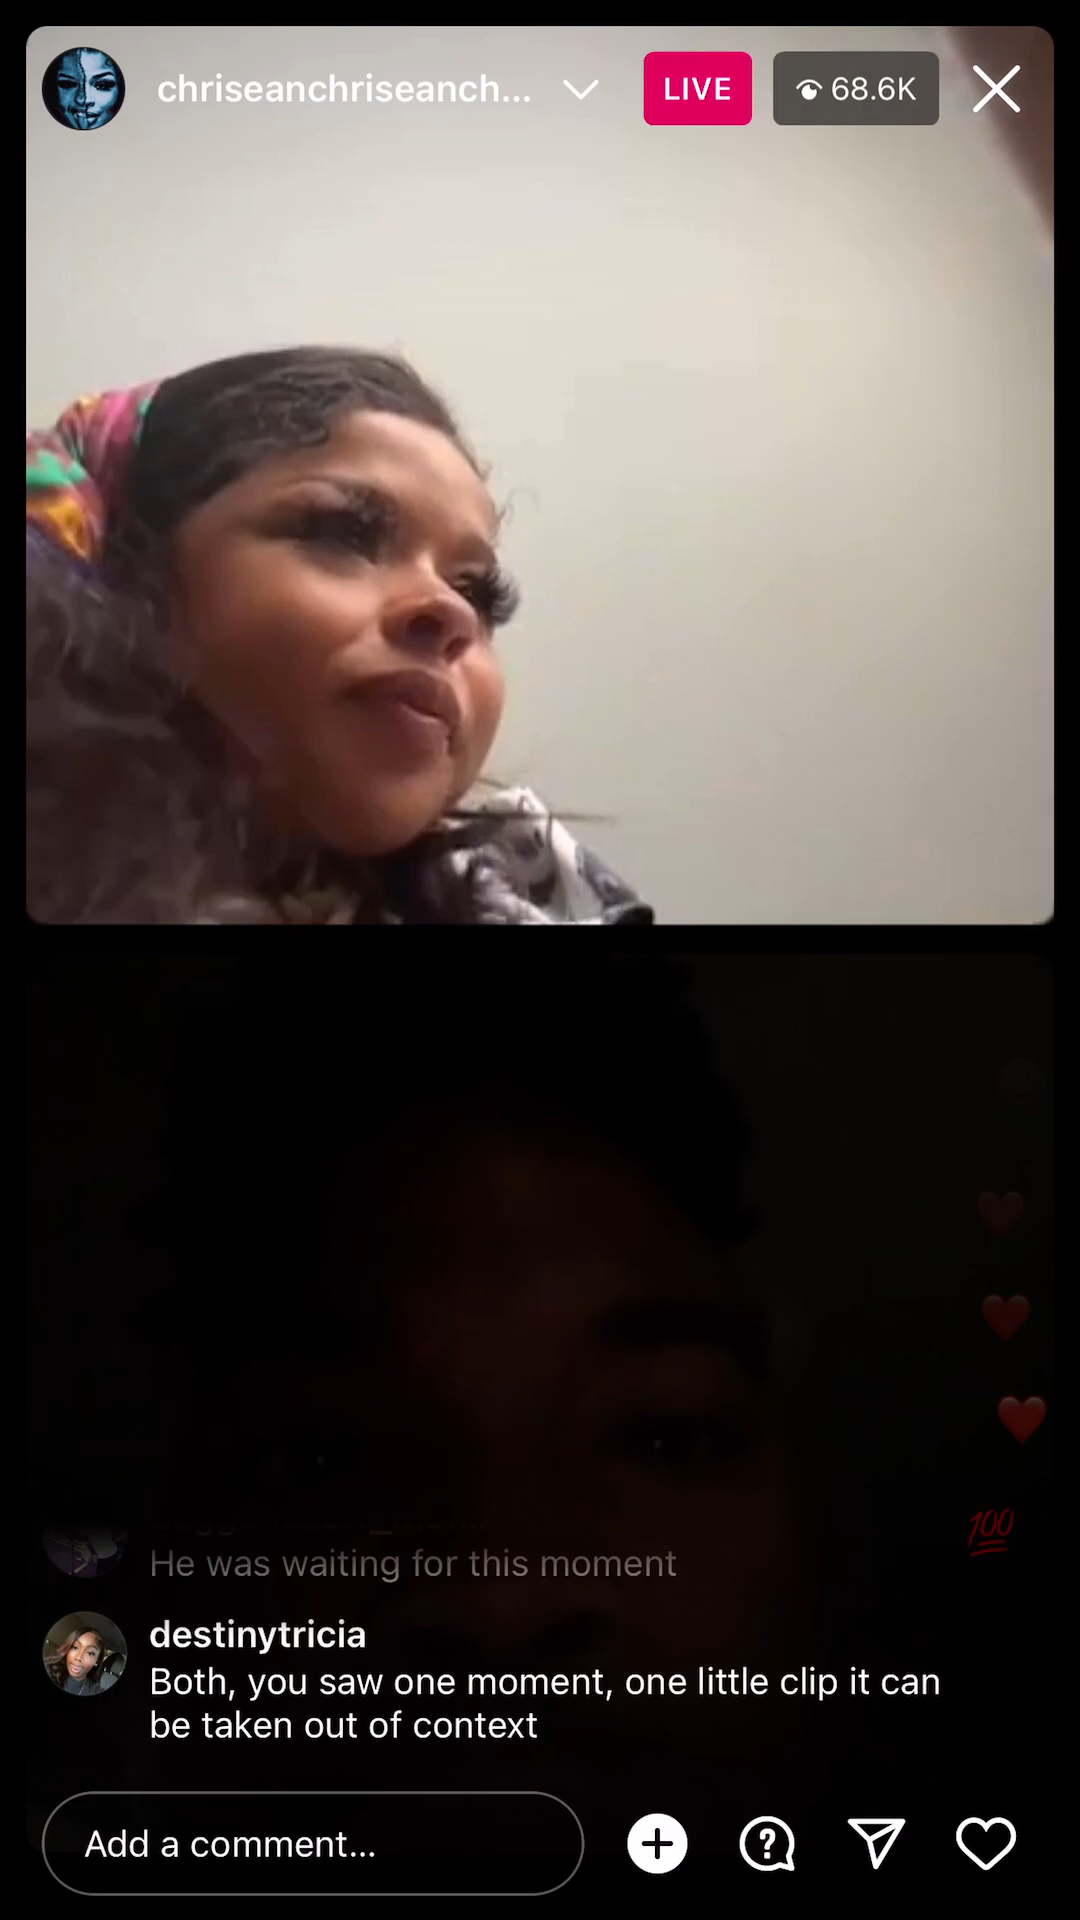 chriseanchriseanch...
LIVE
68.6K
He was waiting for this moment
destinytricia
Both, you saw one moment, one little clip it can
be taken out of context
Add a comment...
💯